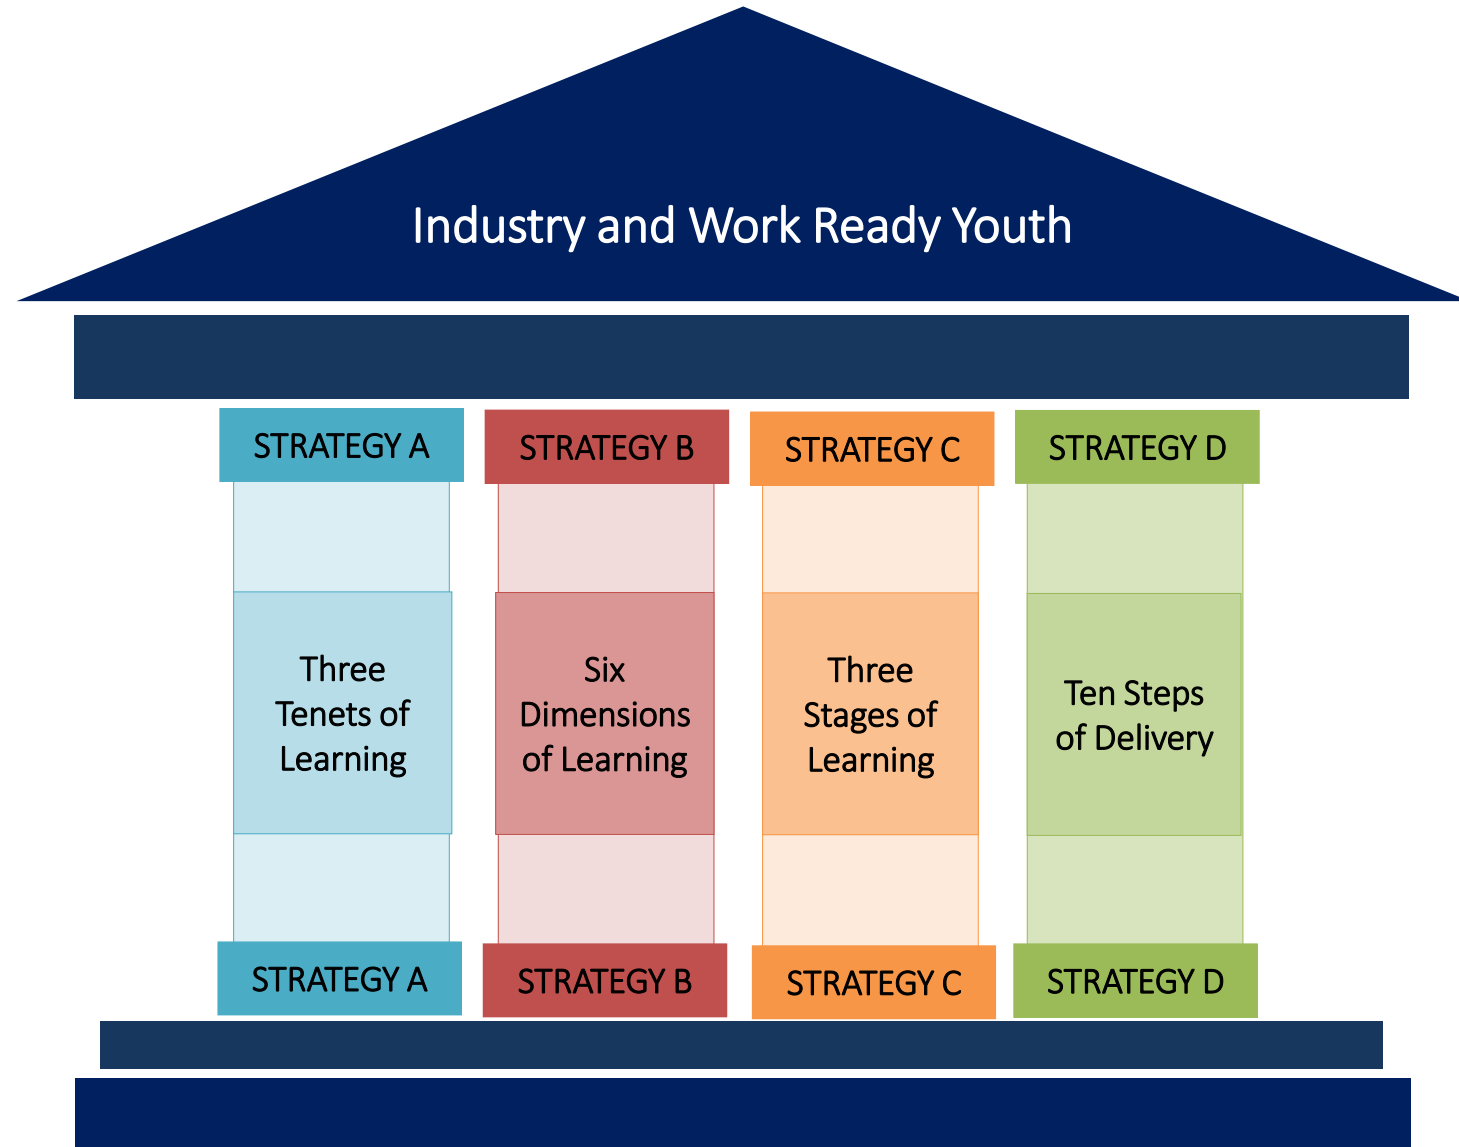 Industry and Work Ready Youth
STRATEGY A
STRATEGY B
STRATEGY C
STRATEGY D
Three
Tenets of
Learning
Six
Dimensions
of Learning
Three
Stages of
Learning
Ten Steps
of Delivery
STRATEGY A
STRATEGY B
STRATEGY C
STRATEGY D